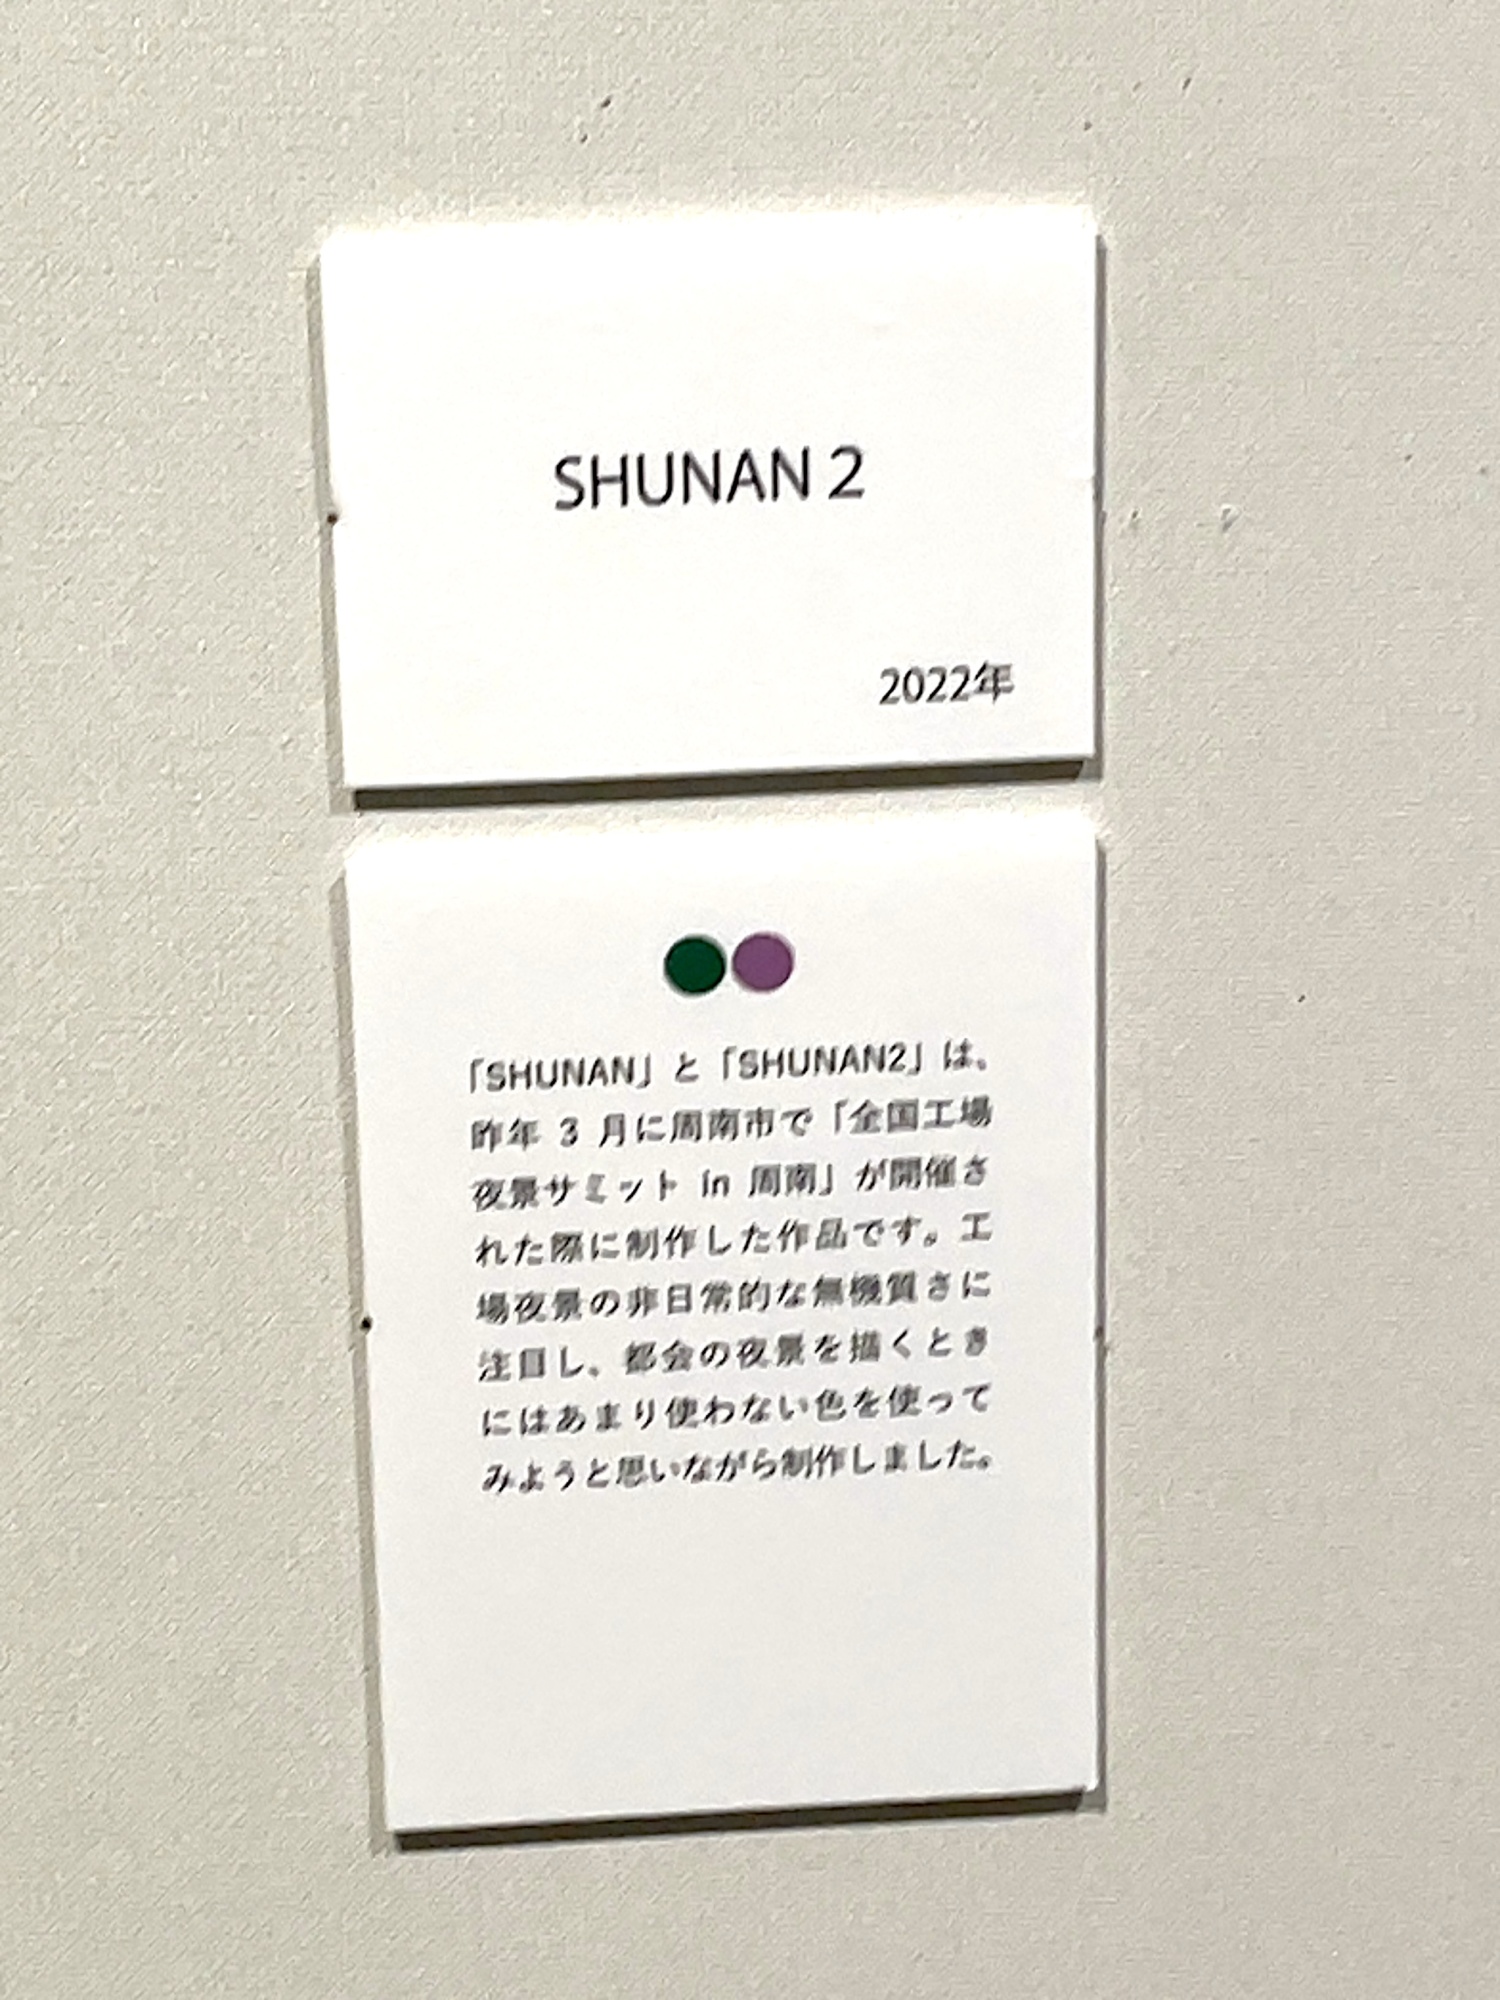 SHUNAN 2
2022年
「SHUNAN」と「SHUNAN2」は、
昨年 3 月に周南市で「全国工場
夜景サミット in 周南」が開催さ
れた際に制作した作品です。工
場夜景の非日常的な無機質さに
注目し、都会の夜景を描くとき
にはあまり使わない色を使って
みようと思いながら制作しました。